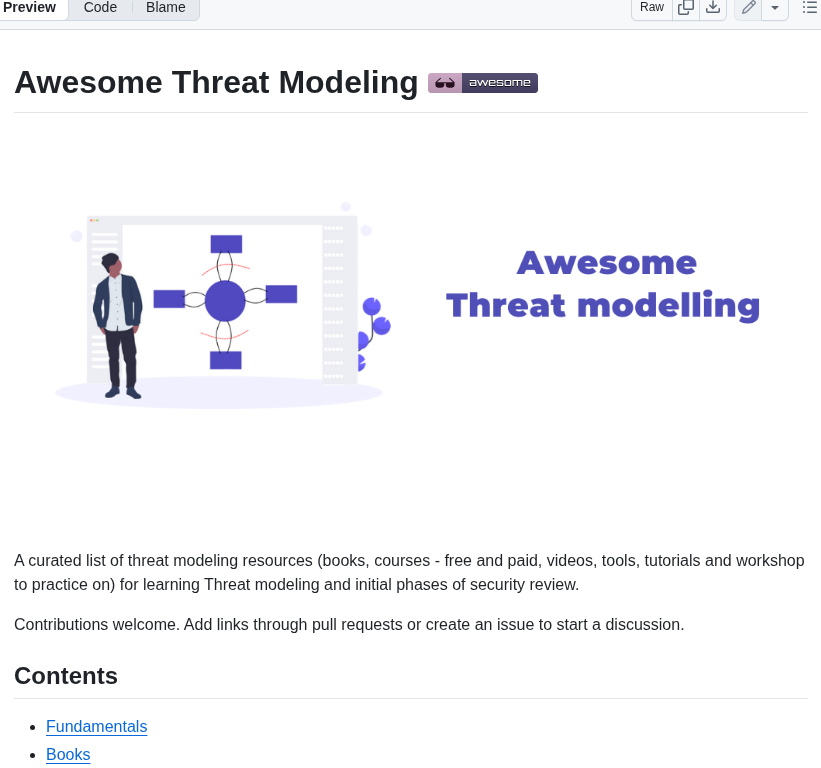 Preview Code Blame Raw
Awesome Threat Modeling awesome
Awesome
Threat modelling
A curated list of threat modeling resources (books, courses - free and paid, videos, tools, tutorials and workshop
to practice on) for learning Threat modeling and initial phases of security review.
Contributions welcome. Add links through pull requests or create an issue to start a discussion.
Contents
Fundamentals
Books